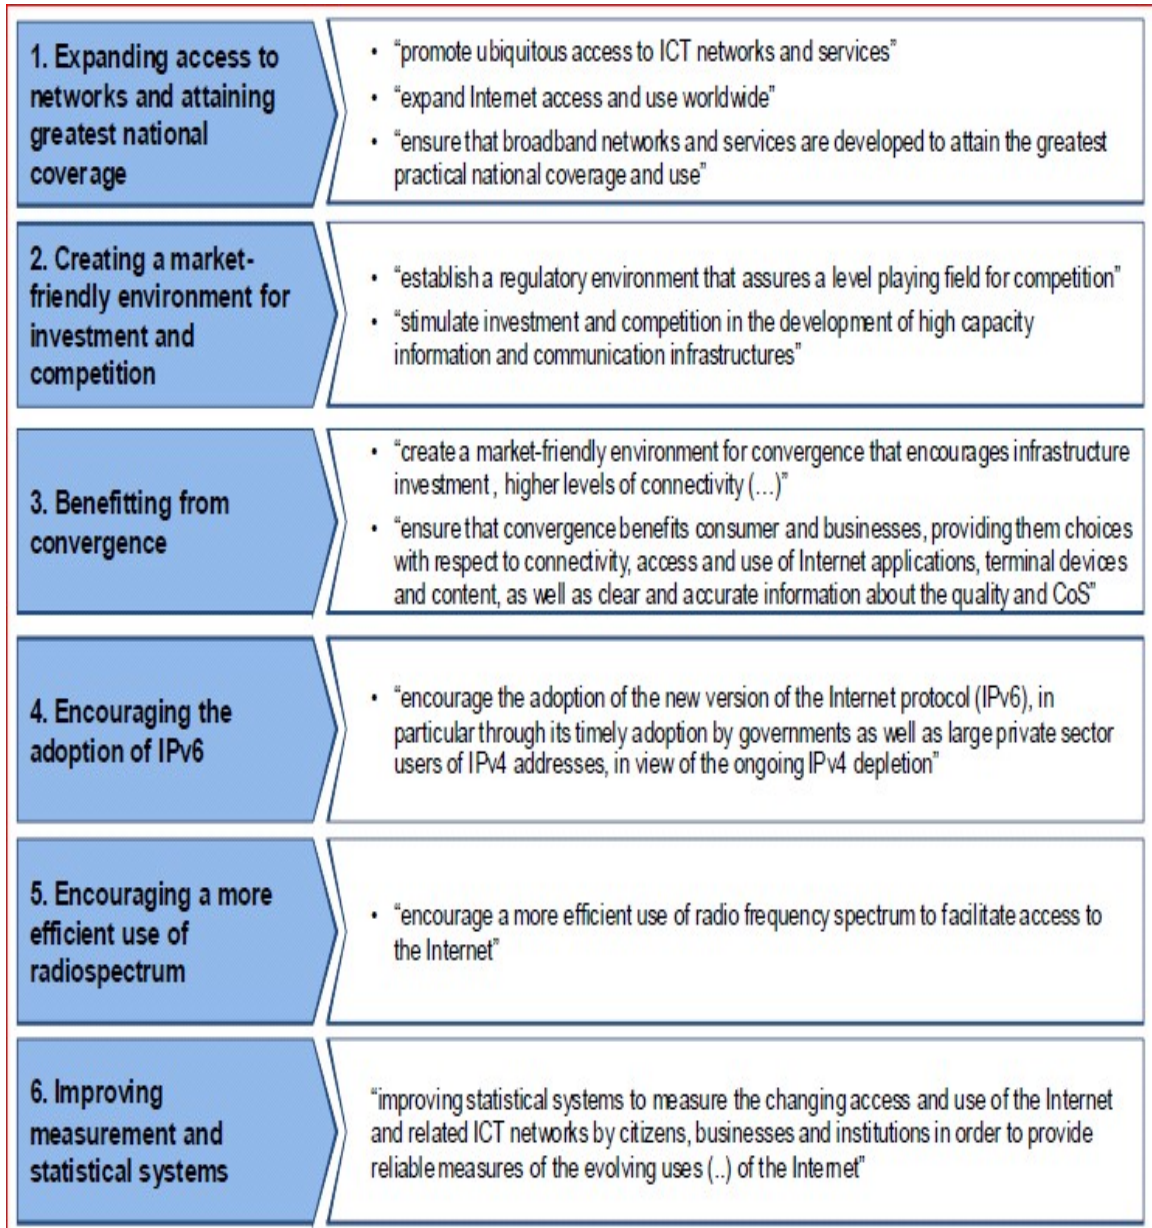 1. Expanding access to
networks and attaining
greatest national
coverage
• “promote ubiquitous access to ICT networks and services”
• “expand Internet access and use worldwide”
• “ensure that broadband networks and services are developed to attain the greatest
practical national coverage and use”
2. Creating a market-
friendly environment for
investment and
competition
• “establish a regulatory environment that assures a level playing field for competition”
• “stimulate investment and competition in the development of high capacity
information and communication infrastructures”
3. Benefitting from
convergence
• “create a market-friendly environment for convergence that encourages infrastructure
investment , higher levels of connectivity (…)”
• “ensure that convergence benefits consumer and businesses, providing them choices
with respect to connectivity, access and use of Internet applications, terminal devices
and content, as well as clear and accurate information about the quality and CoS”
4. Encouraging the
adoption of IPv6
• “encourage the adoption of the new version of the Internet protocol (IPv6), in
particular through its timely adoption by governments as well as large private sector
users of IPv4 addresses, in view of the ongoing IPv4 depletion”
5. Encouraging a more
efficient use of
radiospectrum
• “encourage a more efficient use of radio frequency spectrum to facilitate access to
the Internet”
6. Improving
measurement and
statistical systems
“improving statistical systems to measure the changing access and use of the Internet
and related ICT networks by citizens, businesses and institutions in order to provide
reliable measures of the evolving uses (..) of the Internet”